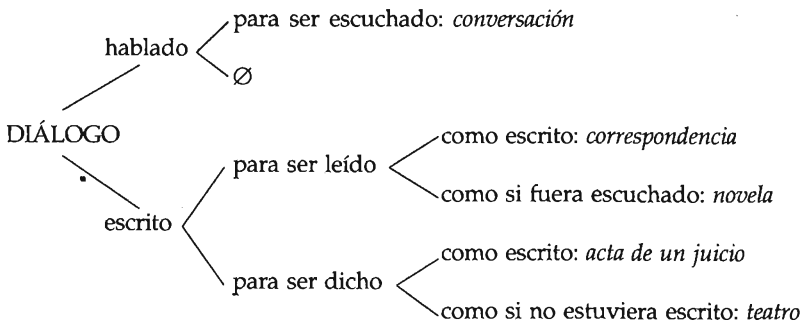 para ser escuchado: conversación
hablado
Ø
DIÁLOGO
como escrito: correspondencia
para ser leído
como si fuera escuchado: novela
escrito
como escrito: acta de un juicio
para ser dicho
como si no estuviera escrito: teatro